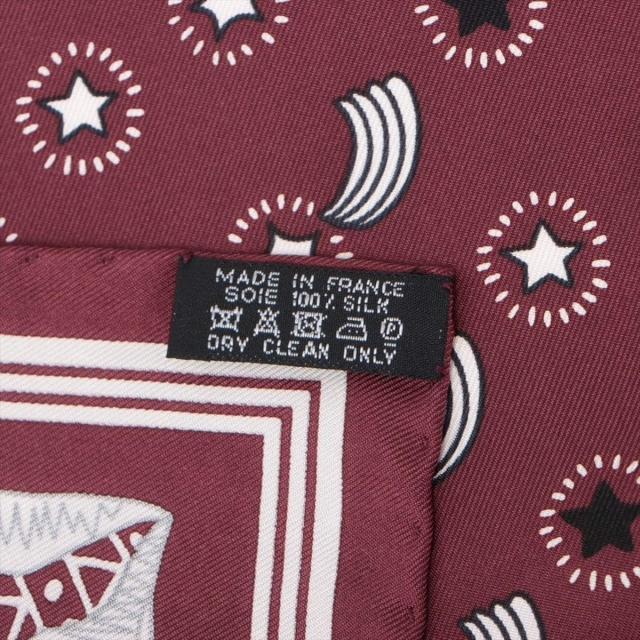 MADE IN FRANCE
SOIE 100% SILK
DRY CLEAN ONLY